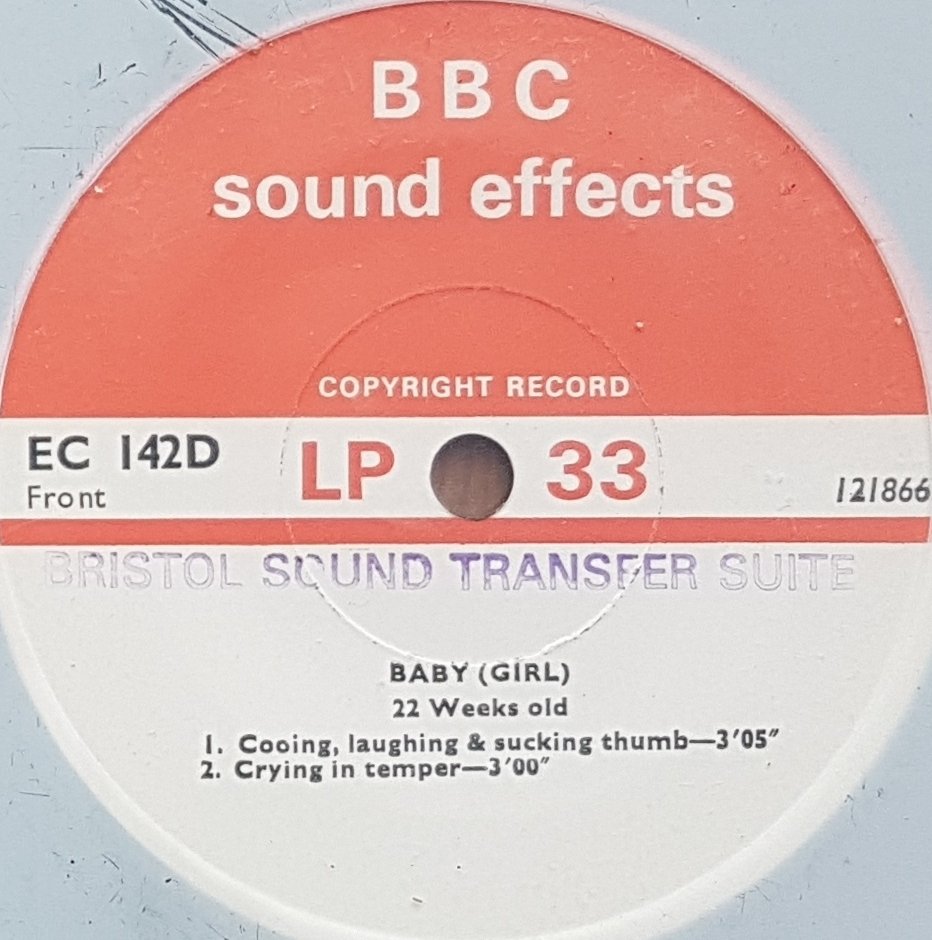 BBC
sound effects
COPYRIGHT RECORD
EC 142D
Front
LP 33
121866
BRISTOL SOUND TRANSFER SUITE
BABY (GIRL)
22 Weeks old
1. Cooing, laughing & sucking thumb—3′05″
2. Crying in temper—3′00″